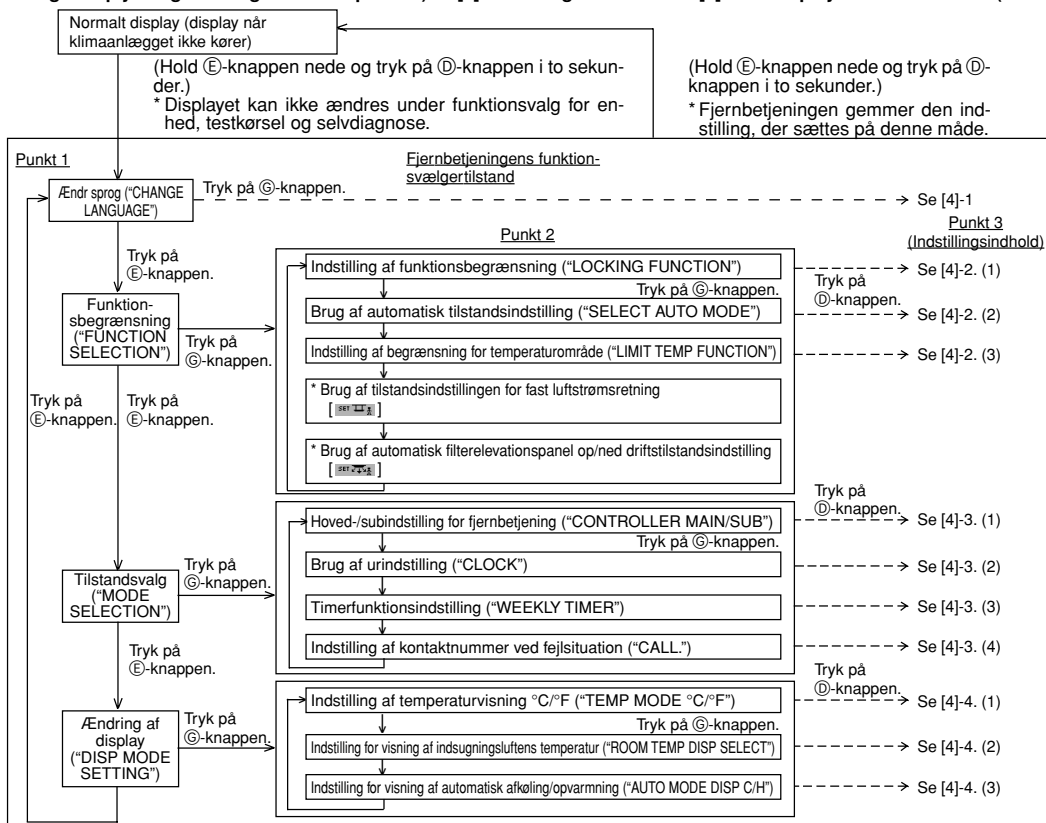 Normalt display (display når
klimaanlægget ikke kører)
(Hold Ⓔ-knappen nede og tryk på Ⓓ-knappen i to sekun-
der.)
* Displayet kan ikke ændres under funktionsvalg for en-
hed, testkørsel og selvdiagnose.
(Hold Ⓔ-knappen nede og tryk på Ⓓ-
knappen i to sekunder.)
* Fjernbetjeningen gemmer den ind-
stilling, der sættes på denne måde.
Punkt 1
Fjernbetjeningens funktion-
svælgertilstand
Ændr sprog (“CHANGE
LANGUAGE”)
Tryk på Ⓖ-knappen.
Se [4]-1
Punkt 2
Punkt 3
(Indstillingsindhold)
Tryk på
Ⓔ-knappen.
Funktion-
sbegrænsning
(“FUNCTION
SELECTION”)
Tryk på
Ⓖ-knappen.
Indstilling af funktionsbegrænsning (“LOCKING FUNCTION”)
Se [4]-2. (1)
Tryk på Ⓖ-knappen.
Tryk på
Ⓓ-knappen.
Brug af automatisk tilstandsindstilling (“SELECT AUTO MODE”)
Se [4]-2. (2)
Indstilling af begrænsning for temperaturområde (“LIMIT TEMP FUNCTION”)
Se [4]-2. (3)
* Brug af tilstandsindstillingen for fast luftstrømsretning
[ SET ]
* Brug af automatisk filterelevationspanel op/ned driftstilstandsindstilling
[ SET ]
Tryk på
Ⓔ-knappen.
Tryk på
Ⓔ-knappen.
Tilstandsvalg
(“MODE
SELECTION”)
Tryk på
Ⓖ-knappen.
Hoved-/subindstilling for fjernbetjening (“CONTROLLER MAIN/SUB”)
Tryk på
Ⓓ-knappen.
Se [4]-3. (1)
Tryk på Ⓖ-knappen.
Brug af urindstilling (“CLOCK”)
Se [4]-3. (2)
Timerfunktionsindstilling (“WEEKLY TIMER”)
Se [4]-3. (3)
Indstilling af kontaktnummer ved fejlsituation (“CALL.”)
Se [4]-3. (4)
Tryk på
Ⓔ-knappen.
Ændring af
display
(“DISP MODE
SETTING”)
Tryk på
Ⓖ-knappen.
Indstilling af temperaturvisning °C/°F (“TEMP MODE °C/°F”)
Tryk på
Ⓓ-knappen.
Se [4]-4. (1)
Tryk på Ⓖ-knappen.
Indstilling for visning af indsugningsluftens temperatur (“ROOM TEMP DISP SELECT”)
Se [4]-4. (2)
Indstilling for visning af automatisk afkøling/opvarmning (“AUTO MODE DISP C/H”)
Se [4]-4. (3)